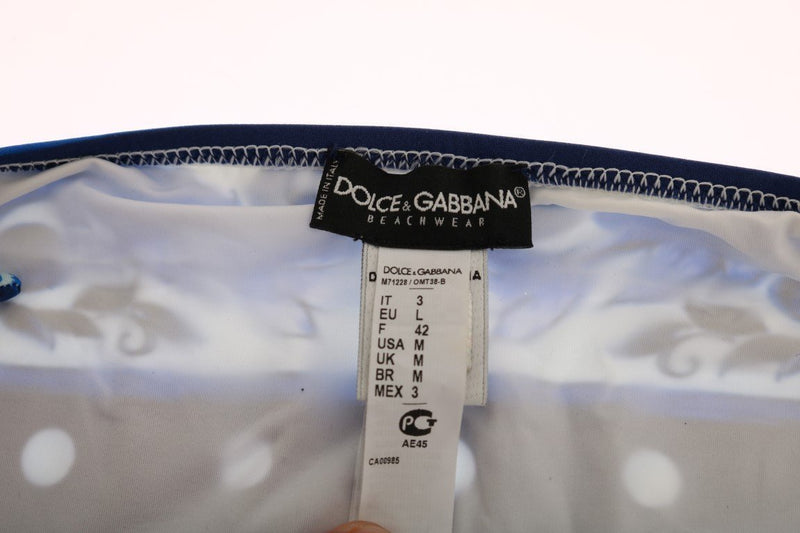 MADE IN ITALY
DOLCE & GABBANA®
BEACHWEAR
D A
DOLCE & GABBANA
M71228 / OMT38-B
IT 3
EU L
F 42
USA M
UK M
BR M
MEX 3
PCT
AE45
CA00985